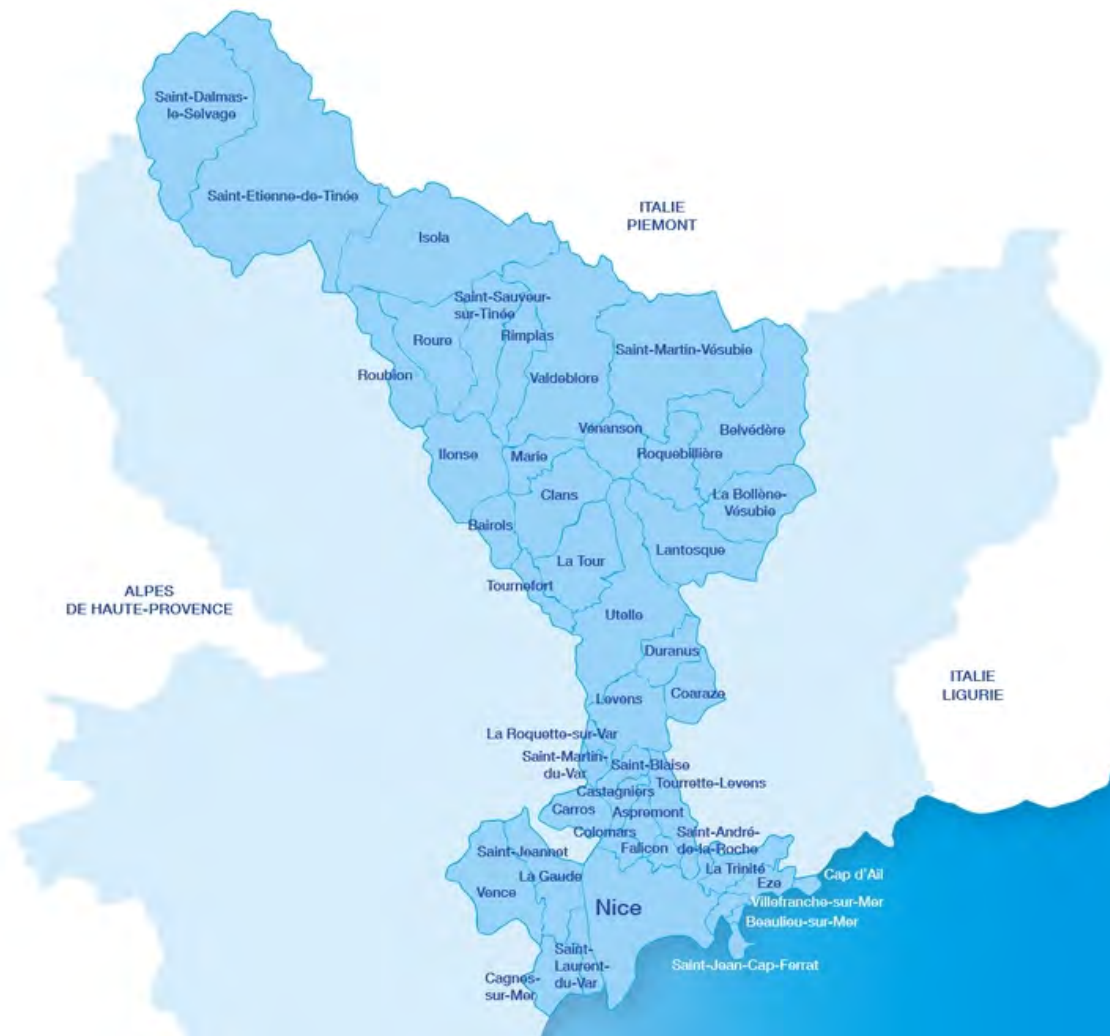 Saint-Dalmas-
le-Selvage
Saint-Etienne-de-Tinée
ITALIE
PIEMONT
Isola
Saint-Sauveur-
sur-Tinée
Rimplas
Roure
Saint-Martin-Vésubie
Roubion
Valdeblore
Venanson
Belvédère
Ilonse
Marie
Roquebillière
Clans
La Bollène-
Vésubie
Bairols
Lantosque
La Tour
Tournefort
ALPES
DE HAUTE-PROVENCE
Utelle
Duranus
ITALIE
LIGURIE
Levens
Coaraze
La Roquette-sur-Var
Saint-Martin-
du-Var
Saint-Blaise
Tourrette-Levens
Castagniers
Carros
Aspremont
Colomars
Saint-André-
de-la-Roche
Falicon
Saint-Jeannet
La Trinité
Cap d'Ail
La Gaude
Eze
Vence
Nice
Villefranche-sur-Mer
Beaulieu-sur-Mer
Saint-
Laurent-
du-Var
Saint-Jean-Cap-Ferrat
Cagnes-
sur-Mer